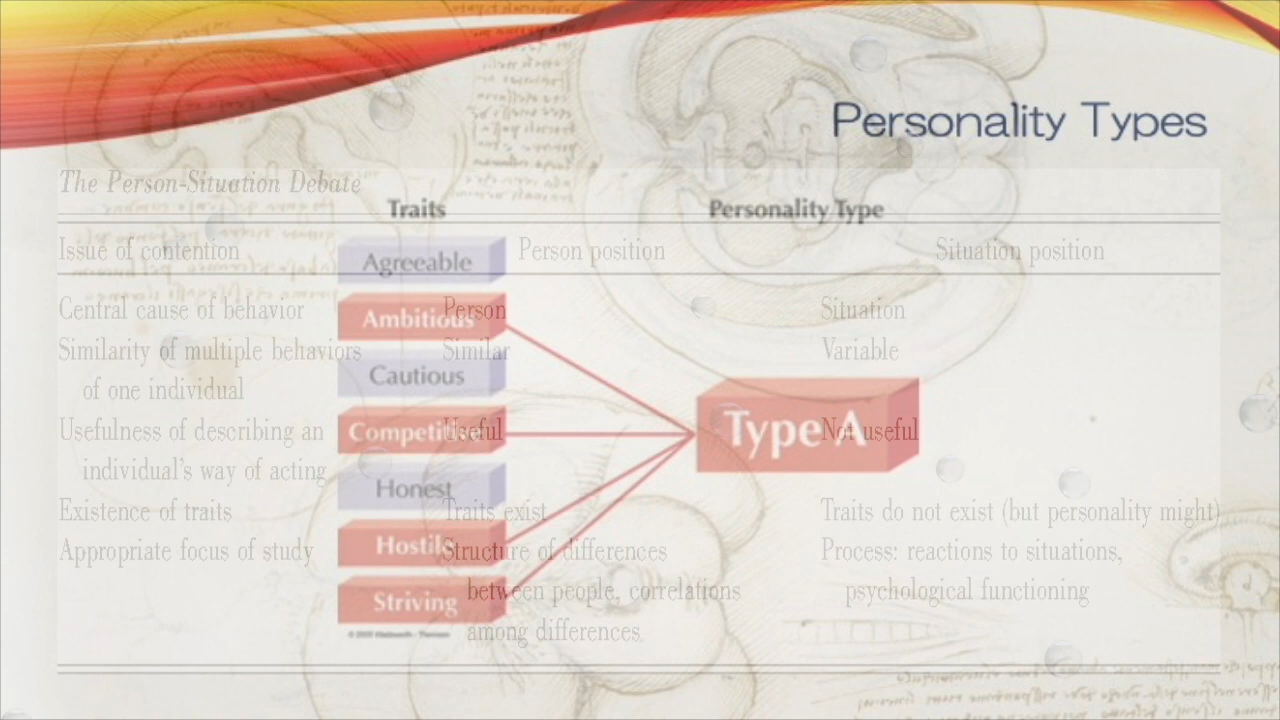 Personality Types
The Person-Situation Debate
Traits
Personality Type
Issue of contention
Person position
Situation position
Agreeable
Central cause of behavior
Person
Situation
Ambitious
Similarity of multiple behaviors
of one individual
Similar
Variable
Cautious
Usefulness of describing an
individual's way of acting
Useful
Not useful
Competitive
Type A
Honest
Existence of traits
Traits exist
Traits do not exist (but personality might)
Appropriate focus of study
Structure of differences
between people, correlations
among differences
Process: reactions to situations,
psychological functioning
Hostile
Striving